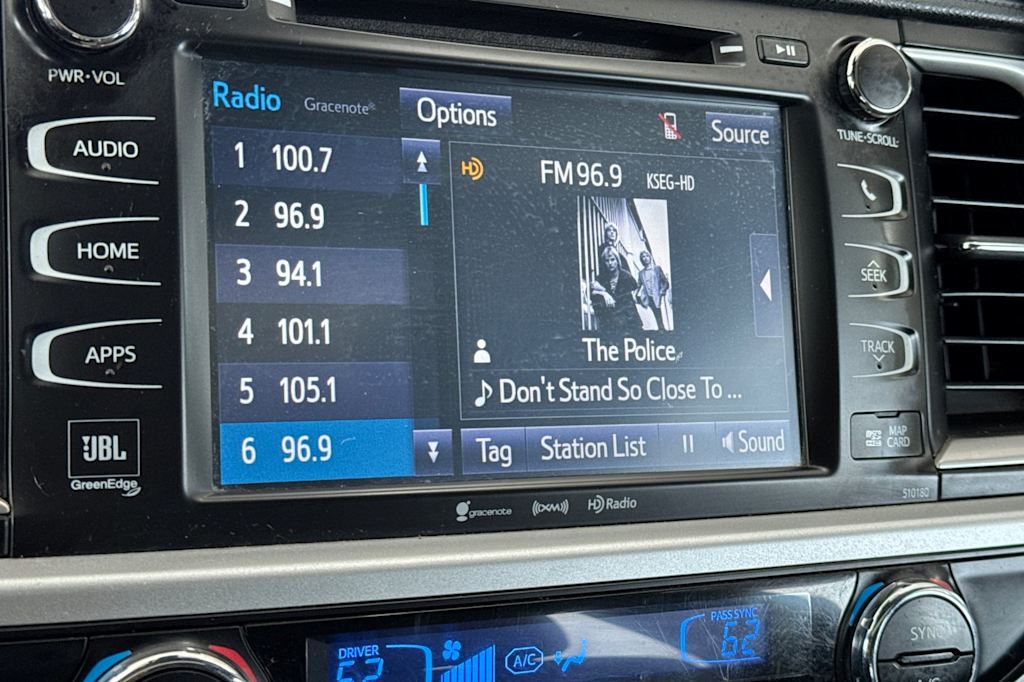 PWR•VOL
AUDIO
HOME
APPS
JBL
GreenEdge
Radio Gracenote®
Options
Source
1 100.7
2 96.9
3 94.1
4 101.1
5 105.1
6 96.9
HD
FM 96.9 KSEG-HD
The Police
Don't Stand So Close To ...
Tag
Station List
Sound
gracenote
((XM))
HD Radio
TUNE•SCROLL
SEEK
TRACK
MAP
CARD
510180
DRIVER
A/C
PASS SYNC
62
SYNC
A/C